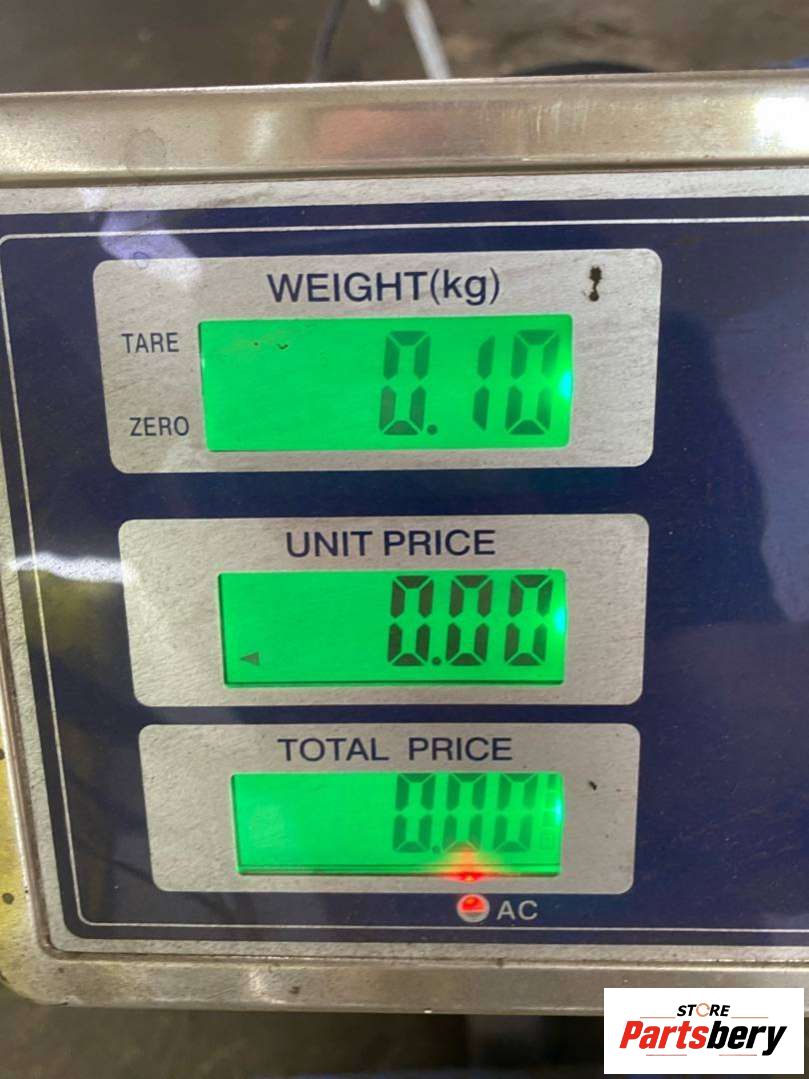 WEIGHT(kg)
TARE
0.10
ZERO
UNIT PRICE
0.00
TOTAL PRICE
0.00
AC
STORE
Partsbery